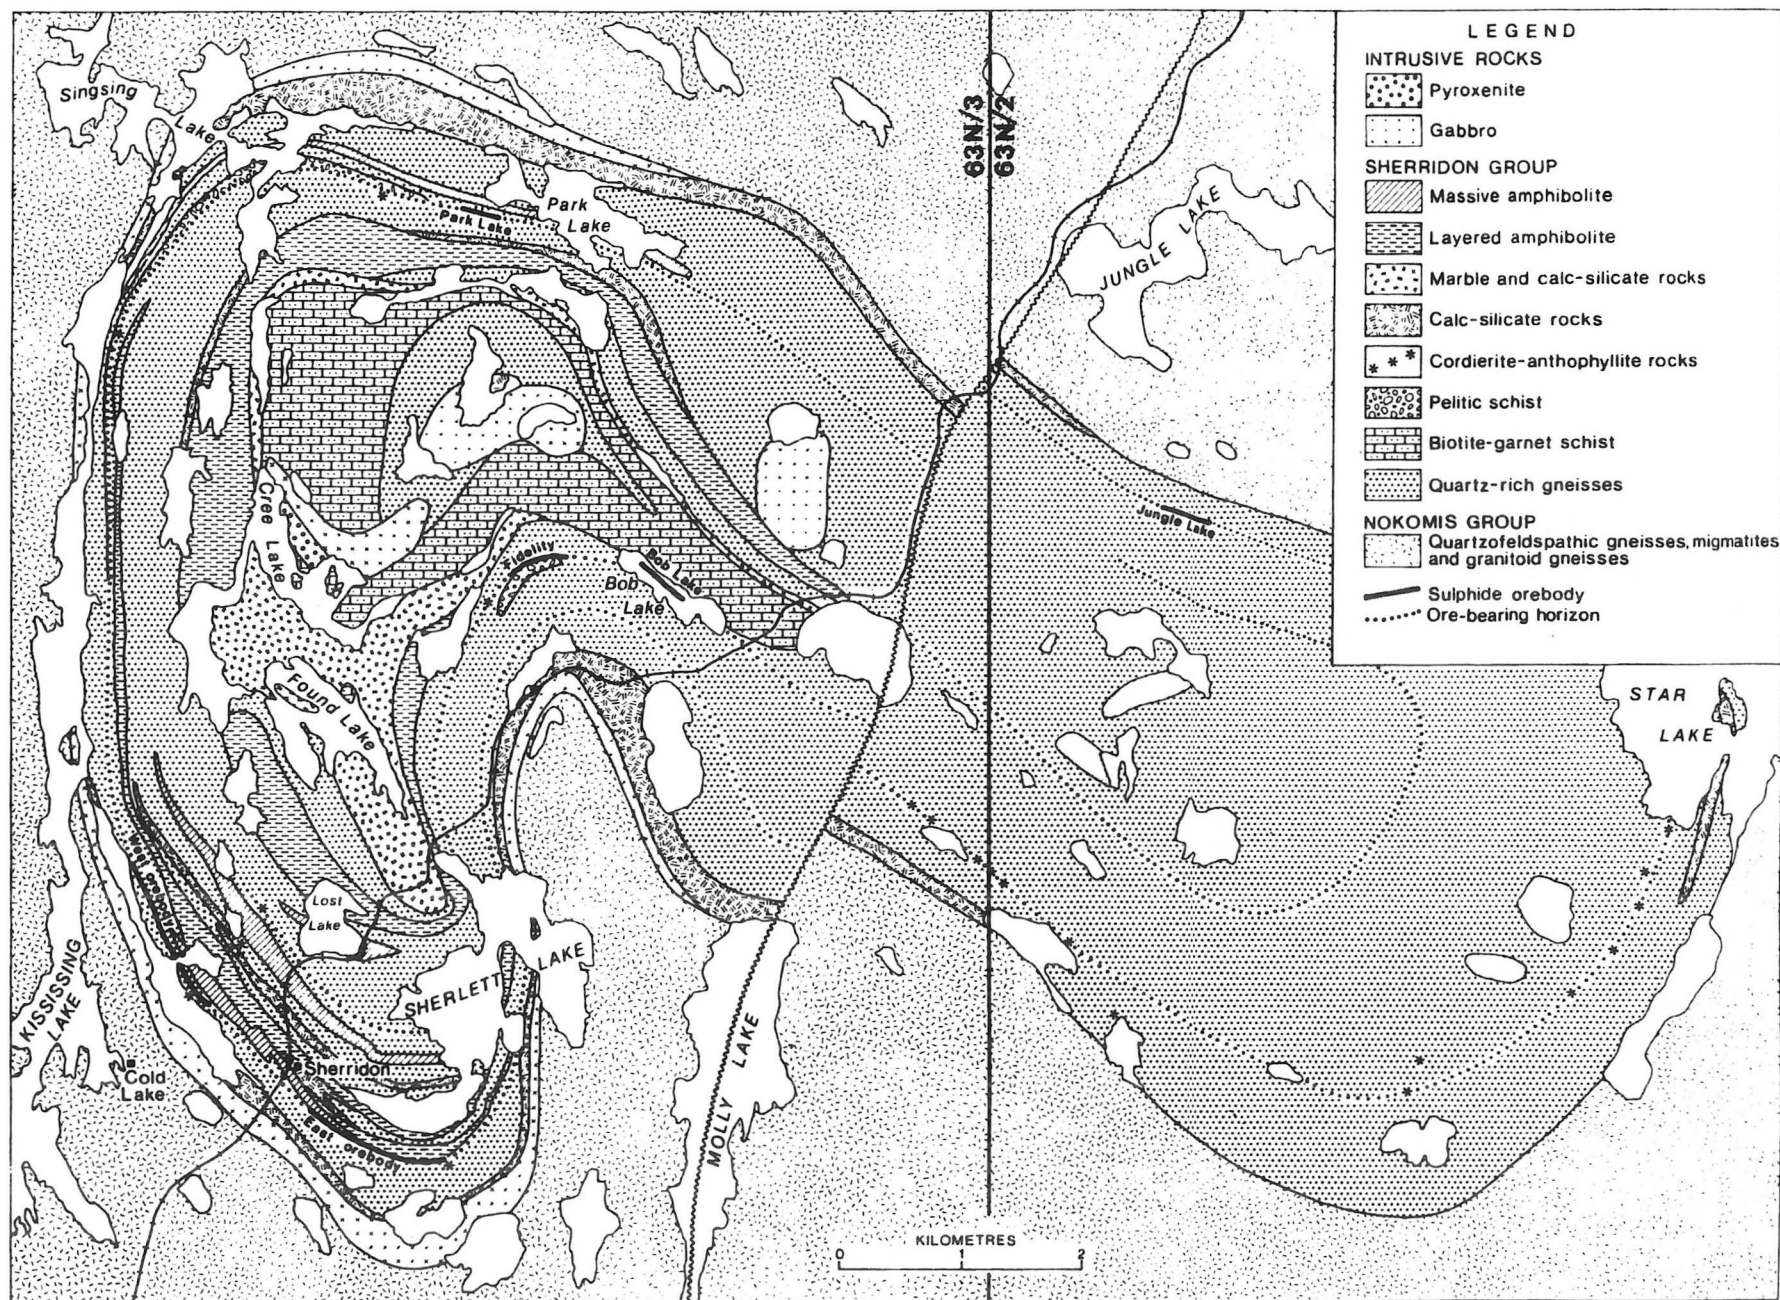 LEGEND
INTRUSIVE ROCKS
Pyroxenite
Gabbro
SHERRIDON GROUP
Massive amphibolite
Layered amphibolite
Marble and calc-silicate rocks
Calc-silicate rocks
Cordierite-anthophyllite rocks
Pelitic schist
Biotite-garnet schist
Quartz-rich gneisses
NOKOMIS GROUP
Quartzofeldspathic gneisses, migmatites
and granitoid gneisses
Sulphide orebody
Ore-bearing horizon
Singsing
Lake
63N/3
63N/2
Park
Lake
Park Lake
JUNGLE LAKE
Jungle Lake
Cree
Lake
Fidelity
Bob Lake
Bob
Lake
Found Lake
STAR
LAKE
West orebody
Lost
Lake
SHERLETT LAKE
KISSISSING
LAKE
Cold
Lake
Sherridon
East orebody
MOLLY LAKE
KILOMETRES
0 1 2